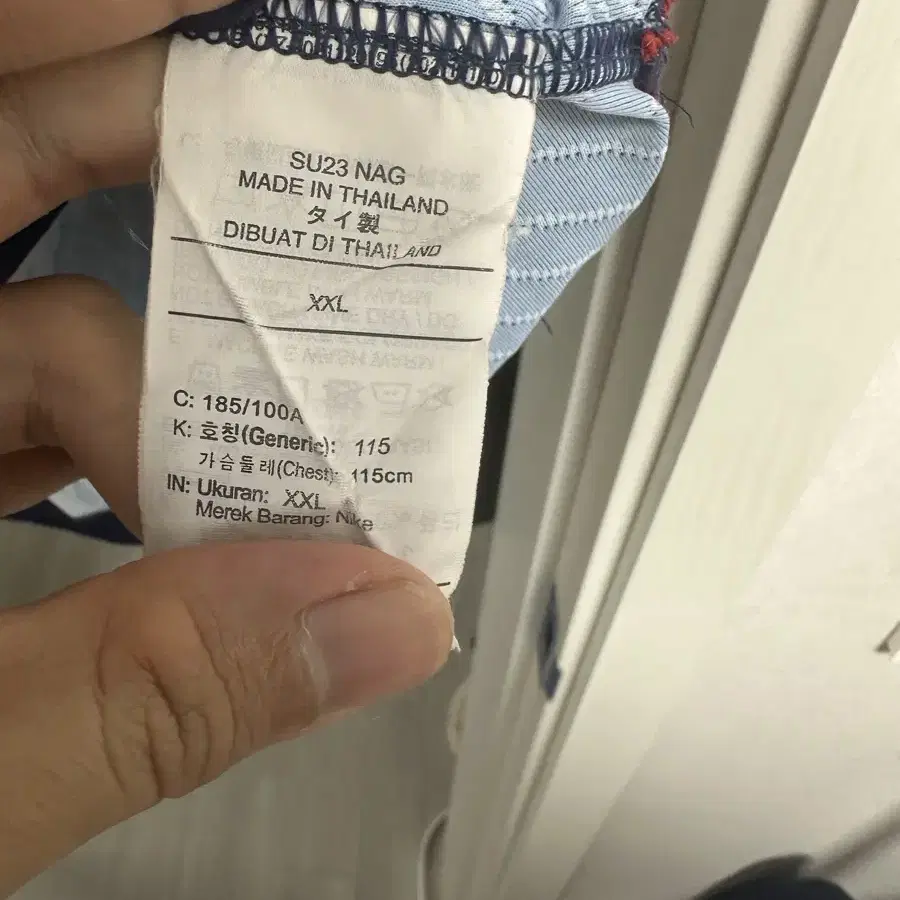 SU23 NAG
MADE IN THAILAND
タイ製
DIBUAT DI THAILAND
XXL
C: 185/100A
K: 호칭(Generic): 115
가슴둘레(Chest): 115cm
IN: Ukuran: XXL
Merek Barang: Nike